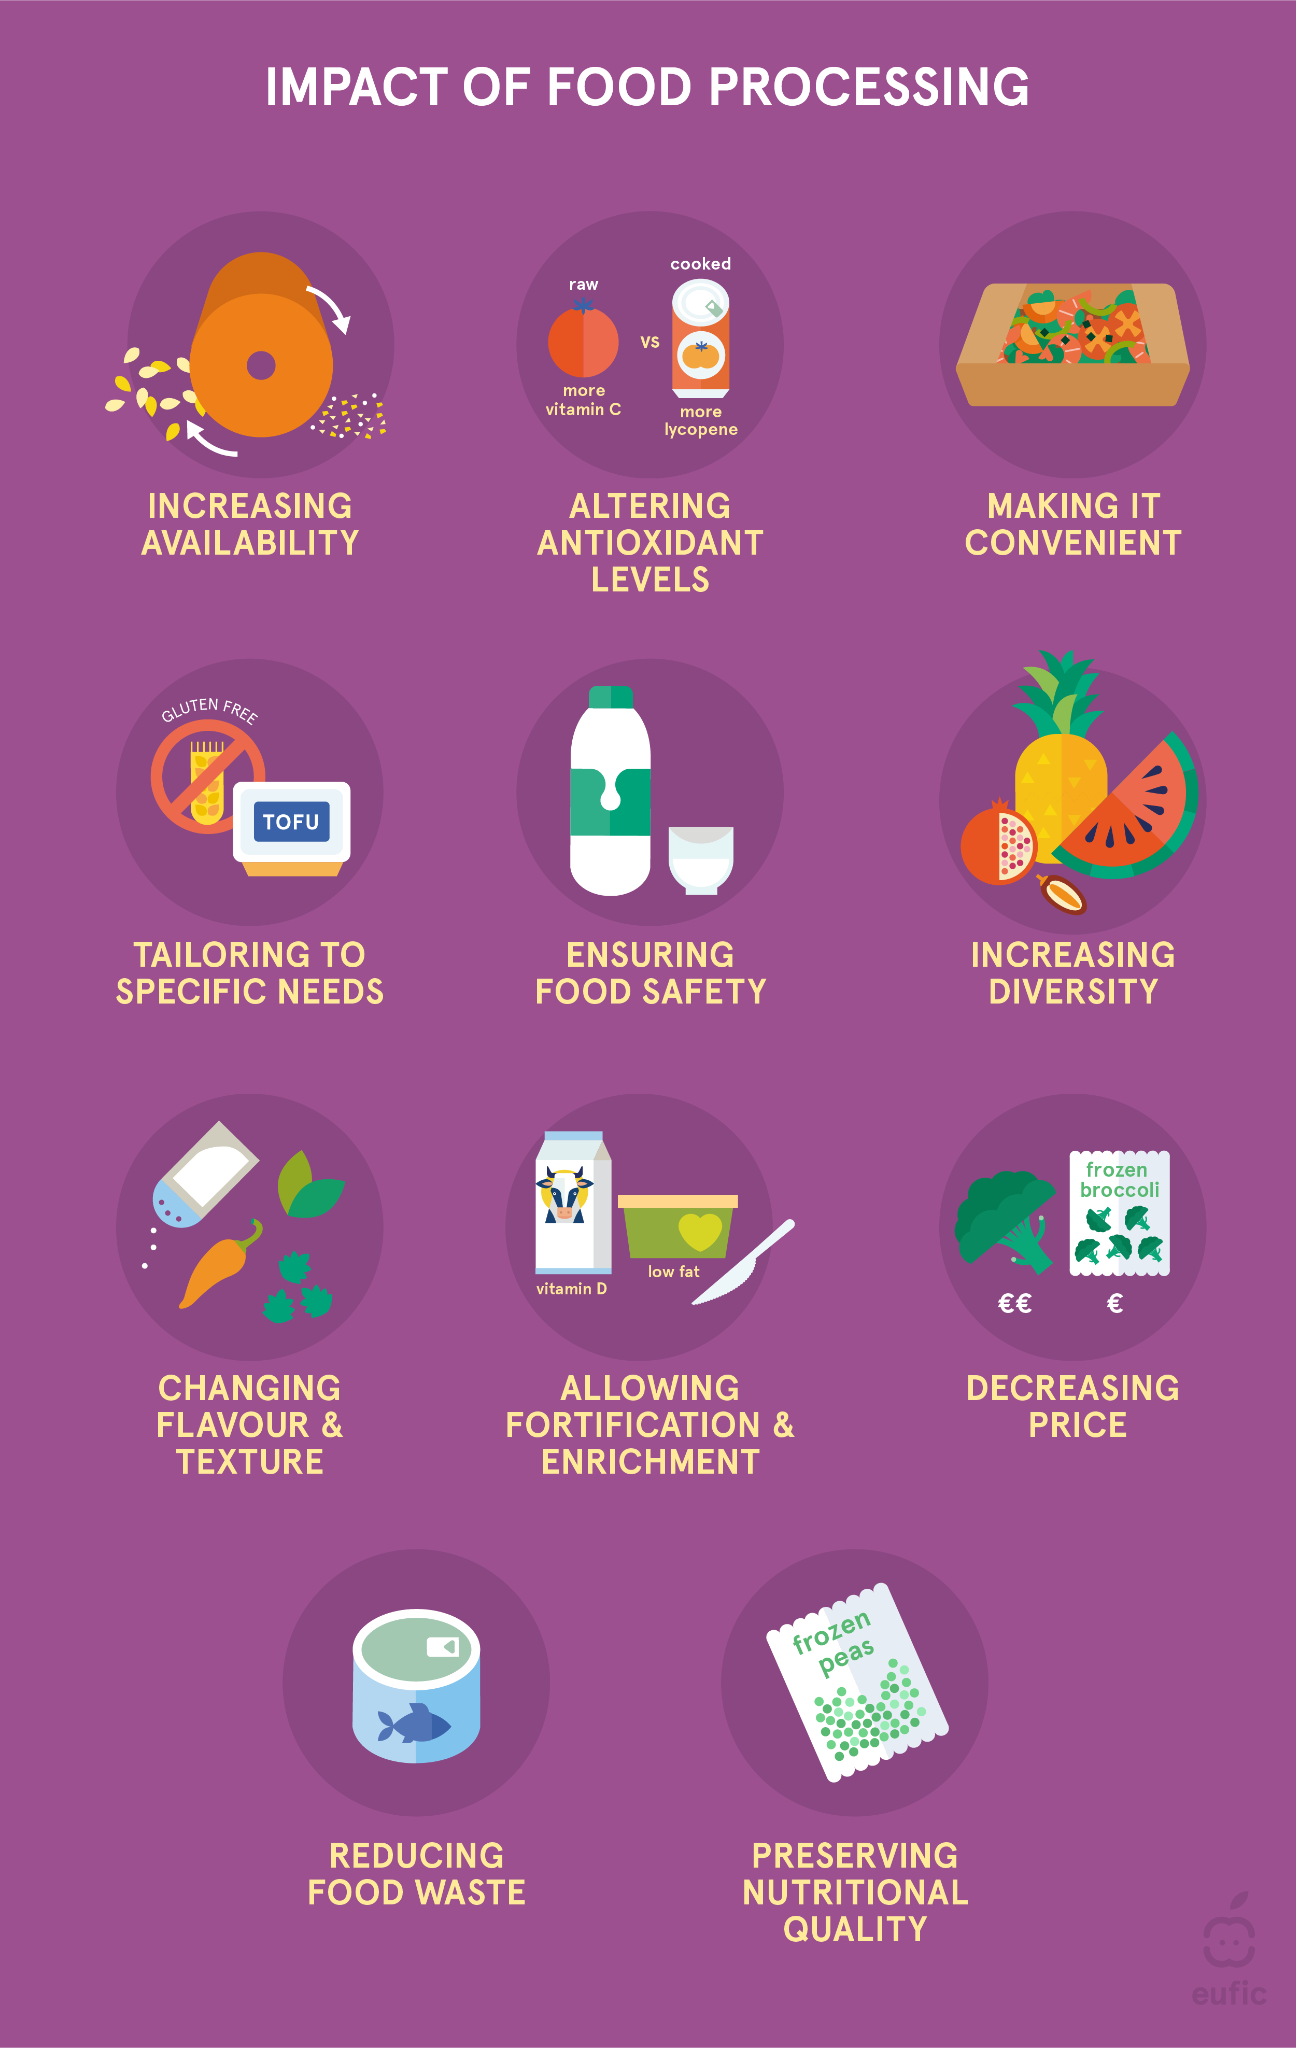 IMPACT OF FOOD PROCESSING
INCREASING
AVAILABILITY
raw
more
vitamin C
VS
cooked
more
lycopene
ALTERING
ANTIOXIDANT
LEVELS
MAKING IT
CONVENIENT
GLUTEN FREE
TOFU
TAILORING TO
SPECIFIC NEEDS
ENSURING
FOOD SAFETY
INCREASING
DIVERSITY
CHANGING
FLAVOUR &
TEXTURE
vitamin D
low fat
ALLOWING
FORTIFICATION &
ENRICHMENT
frozen
broccoli
€€
€
DECREASING
PRICE
REDUCING
FOOD WASTE
frozen
peas
PRESERVING
NUTRITIONAL
QUALITY
eufic